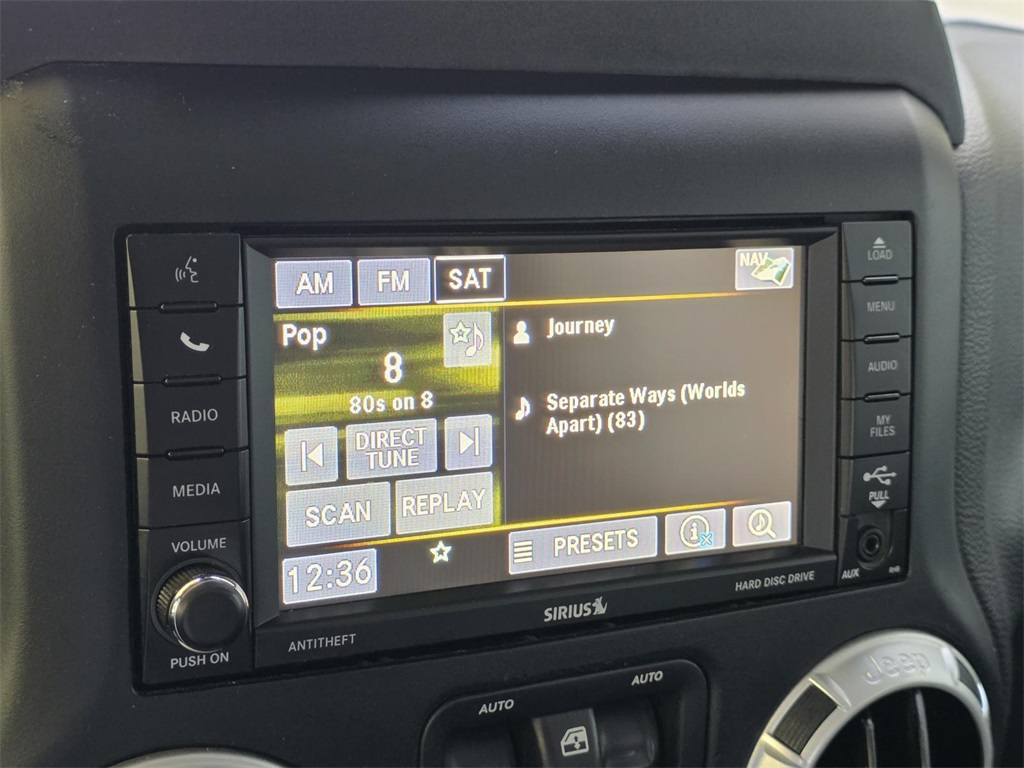 AM FM SAT NAV
LOAD
MENU
AUDIO
MY
FILES
PULL
RADIO
MEDIA
VOLUME
PUSH ON
Pop
8
80s on 8
DIRECT
TUNE
SCAN REPLAY
12:36
Journey
Separate Ways (Worlds
Apart) (83)
PRESETS
i
ANTITHEFT
SIRIUS
HARD DISC DRIVE
AUX
AUTO
AUTO
Jeep